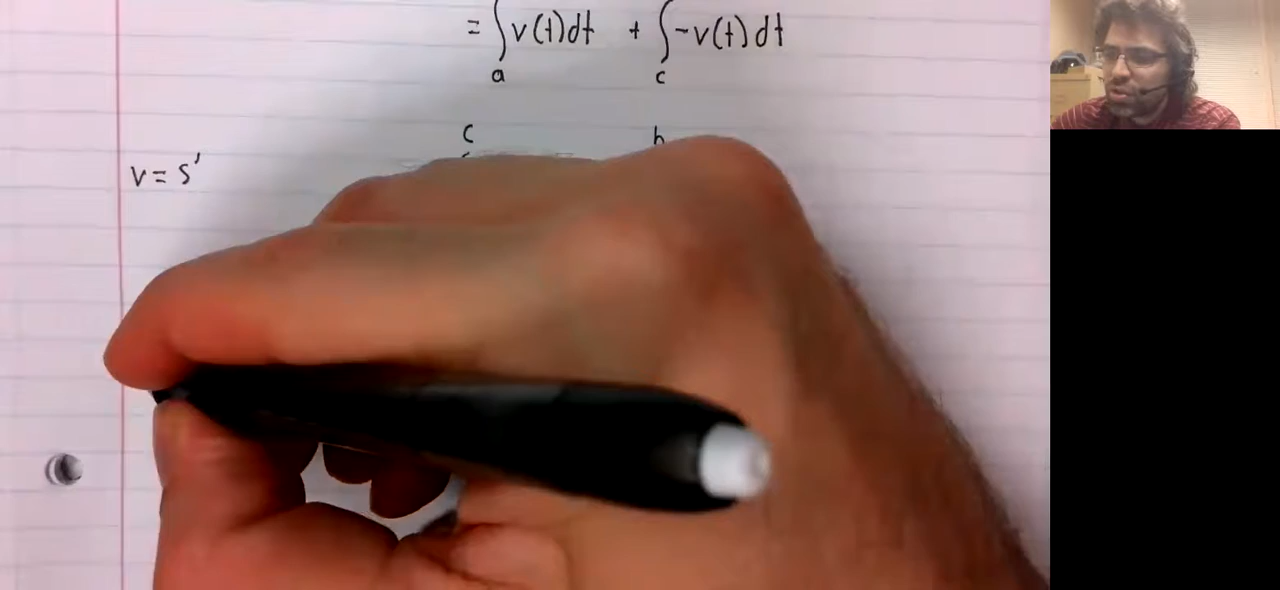 = ∫ v(t)dt + ∫ -v(t) dt
a c
c b
v = s'